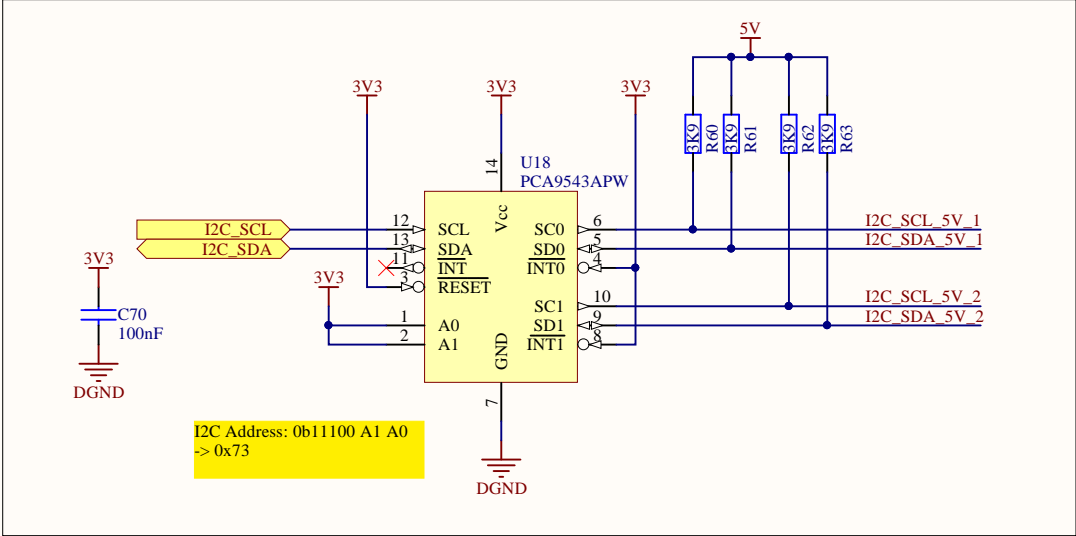 5V
3V3
3V3
3V3
3K9
R60
3K9
R61
3K9
R62
3K9
R63
U18
PCA9543APW
14
Vcc
I2C_SCL
12
SCL
SC0
6
I2C_SCL_5V_1
I2C_SDA
13
SDA
SD0
5
I2C_SDA_5V_1
11
INT
INT0
4
3
RESET
3V3
3V3
C70
100nF
DGND
SC1
10
I2C_SCL_5V_2
1
A0
SD1
9
I2C_SDA_5V_2
2
A1
INT1
8
GND
7
DGND
I2C Address: 0b11100 A1 A0
-> 0x73